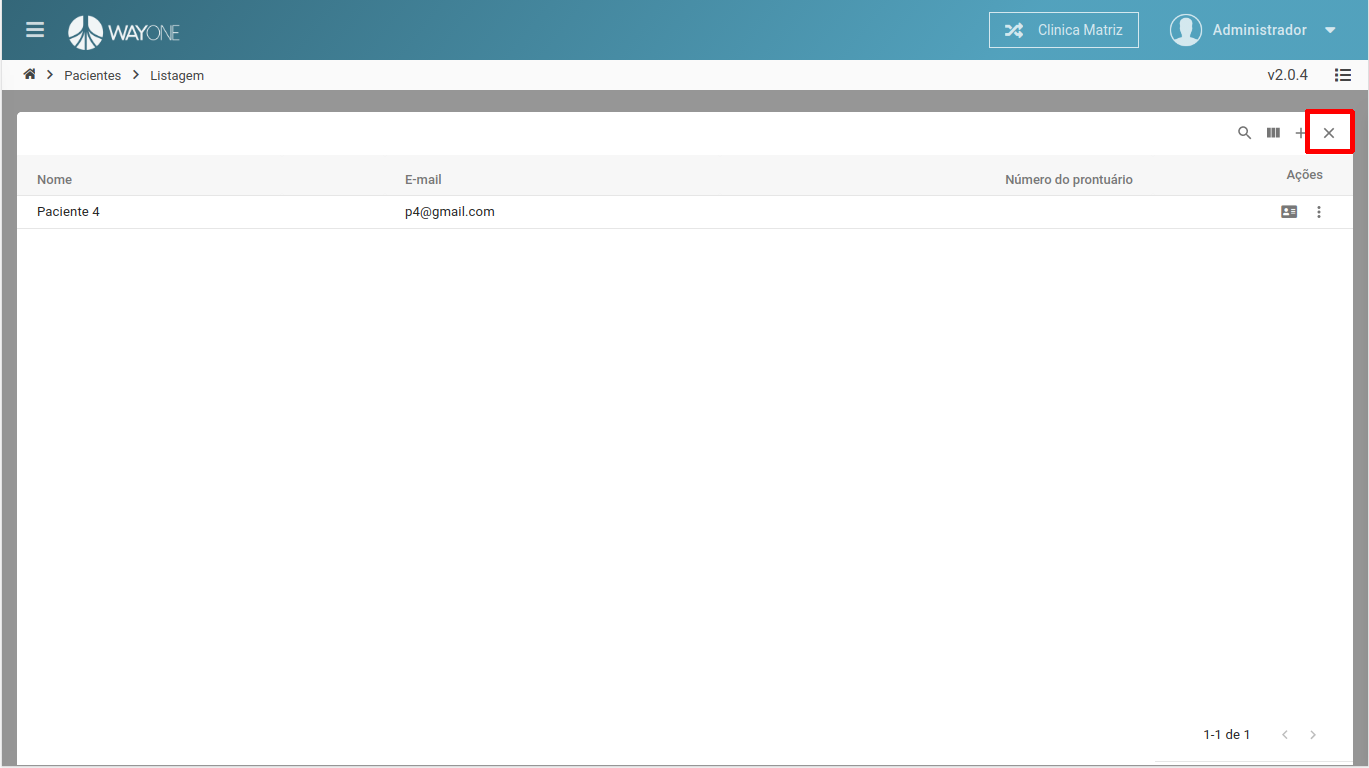 WAYONE
Clinica Matriz
Administrador
Pacientes
Listagem
v2.0.4
Nome
E-mail
Número do prontuário
Ações
Paciente 4
p4@gmail.com
1-1 de 1